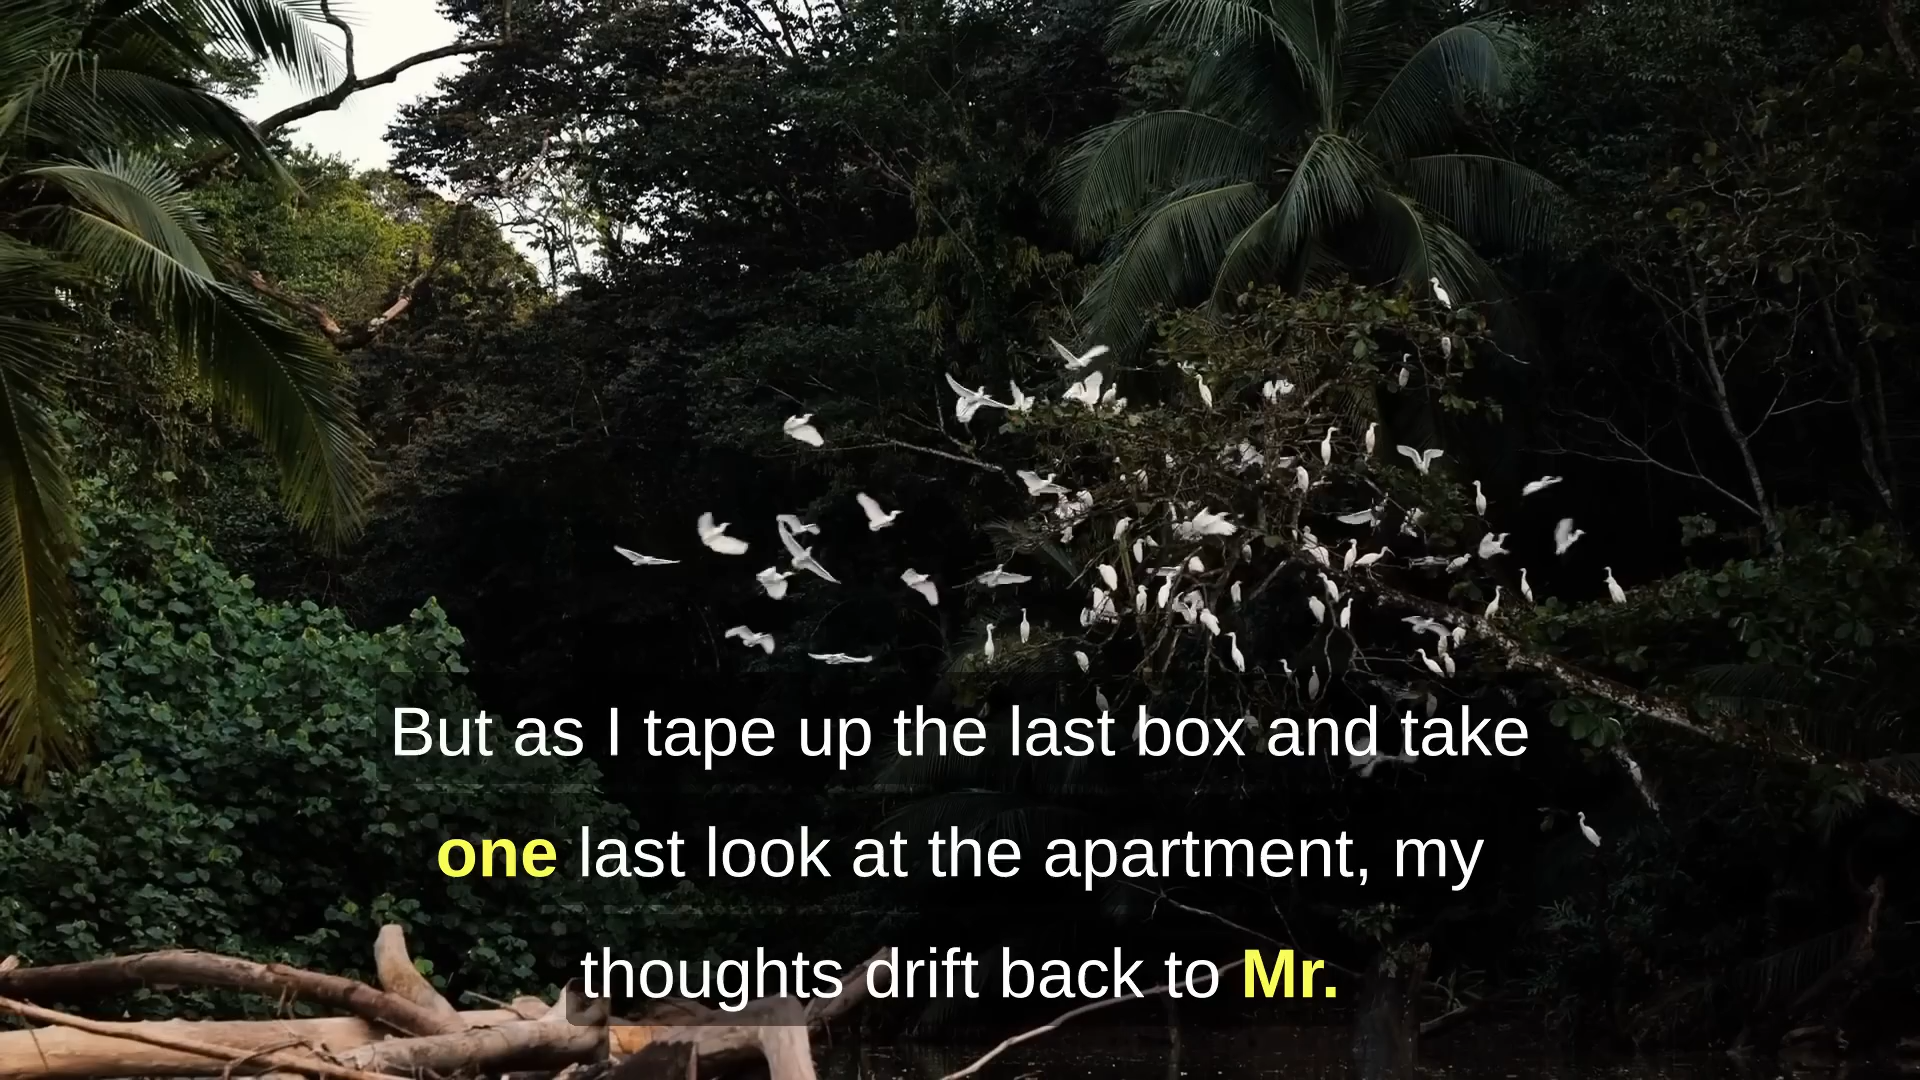 But as I tape up the last box and take
one last look at the apartment, my
thoughts drift back to Mr.